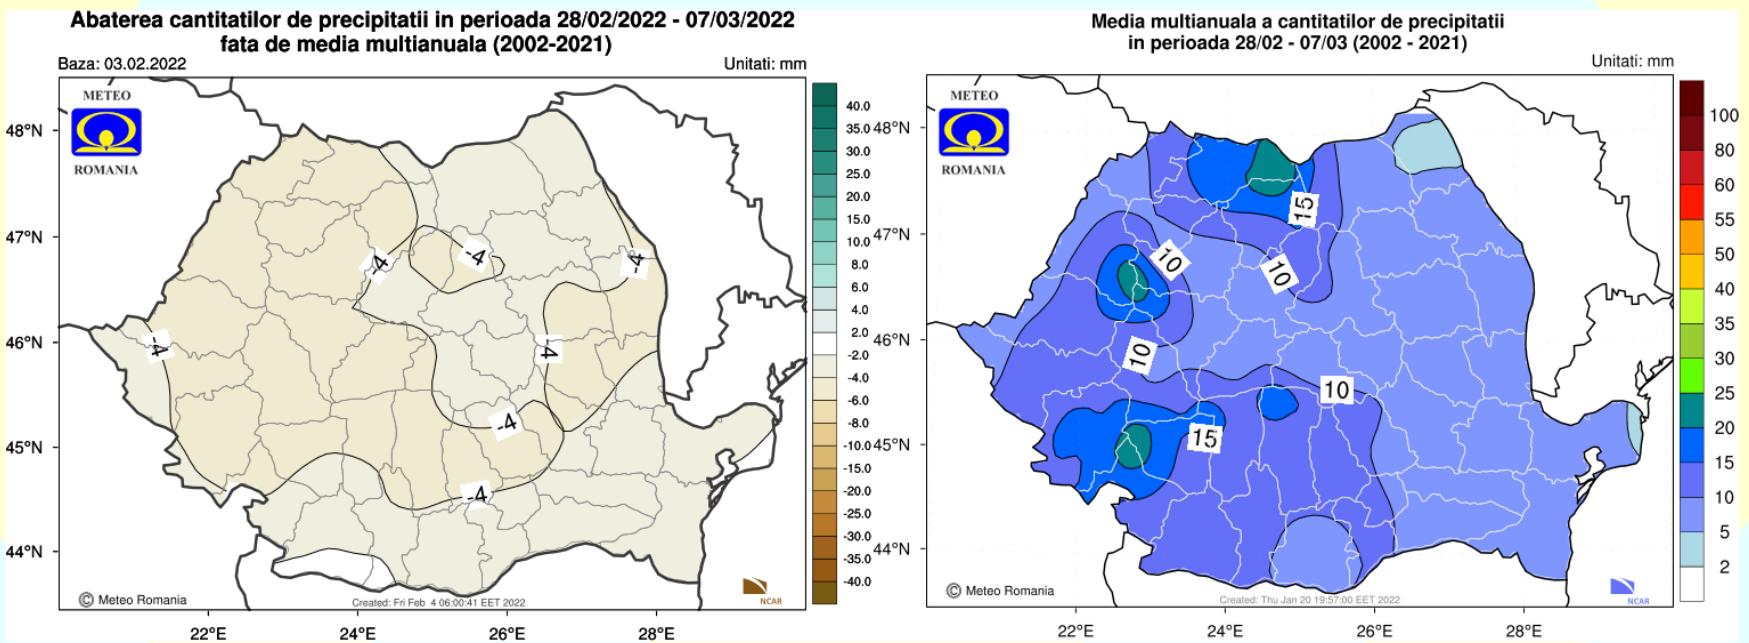 Abaterea cantitatilor de precipitatii in perioada 28/02/2022 - 07/03/2022
fata de media multianuala (2002-2021)
Baza: 03.02.2022
Unitati: mm
METEO
ROMANIA
48°N
47°N
46°N
45°N
44°N
-4
-4
-4
-4
-4
-4
-4
40.0
35.0
30.0
25.0
20.0
15.0
10.0
8.0
6.0
4.0
2.0
-2.0
-4.0
-6.0
-8.0
-10.0
-15.0
-20.0
-25.0
-30.0
-35.0
-40.0
© Meteo Romania
Created: Fri Feb 4 06:00:41 EET 2022
NCAR
22°E
24°E
26°E
28°E
Media multianuala a cantitatilor de precipitatii
in perioada 28/02 - 07/03 (2002 - 2021)
Unitati: mm
METEO
ROMANIA
48°N
47°N
46°N
45°N
44°N
15
10
10
10
10
15
100
80
60
55
50
40
35
30
25
20
15
10
5
2
© Meteo Romania
Created: Thu Jan 20 19:57:00 EET 2022
NCAR
22°E
24°E
26°E
28°E